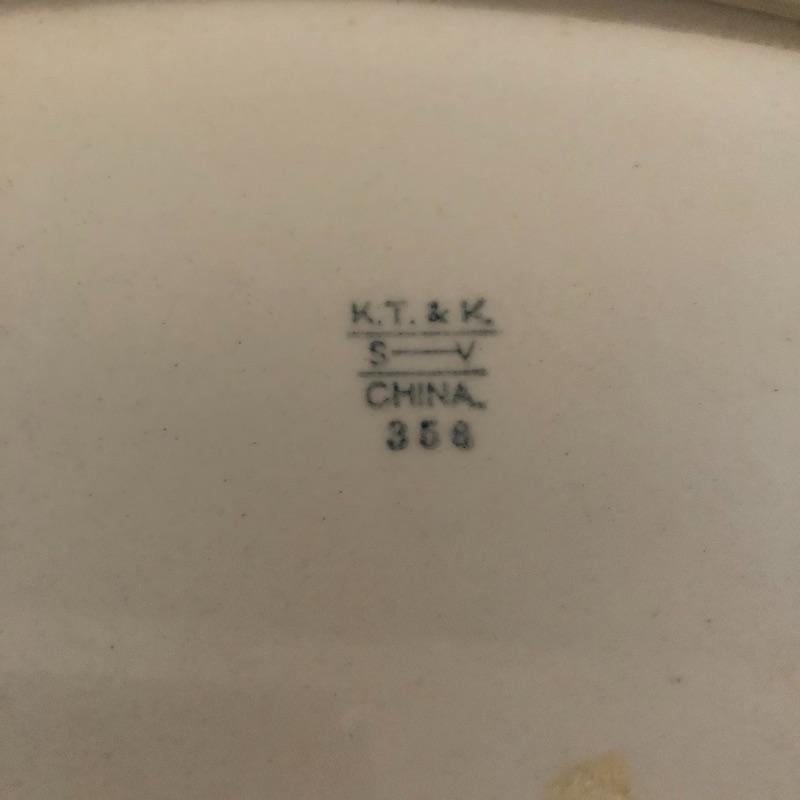 K.T. & K.
S—V
CHINA.
358